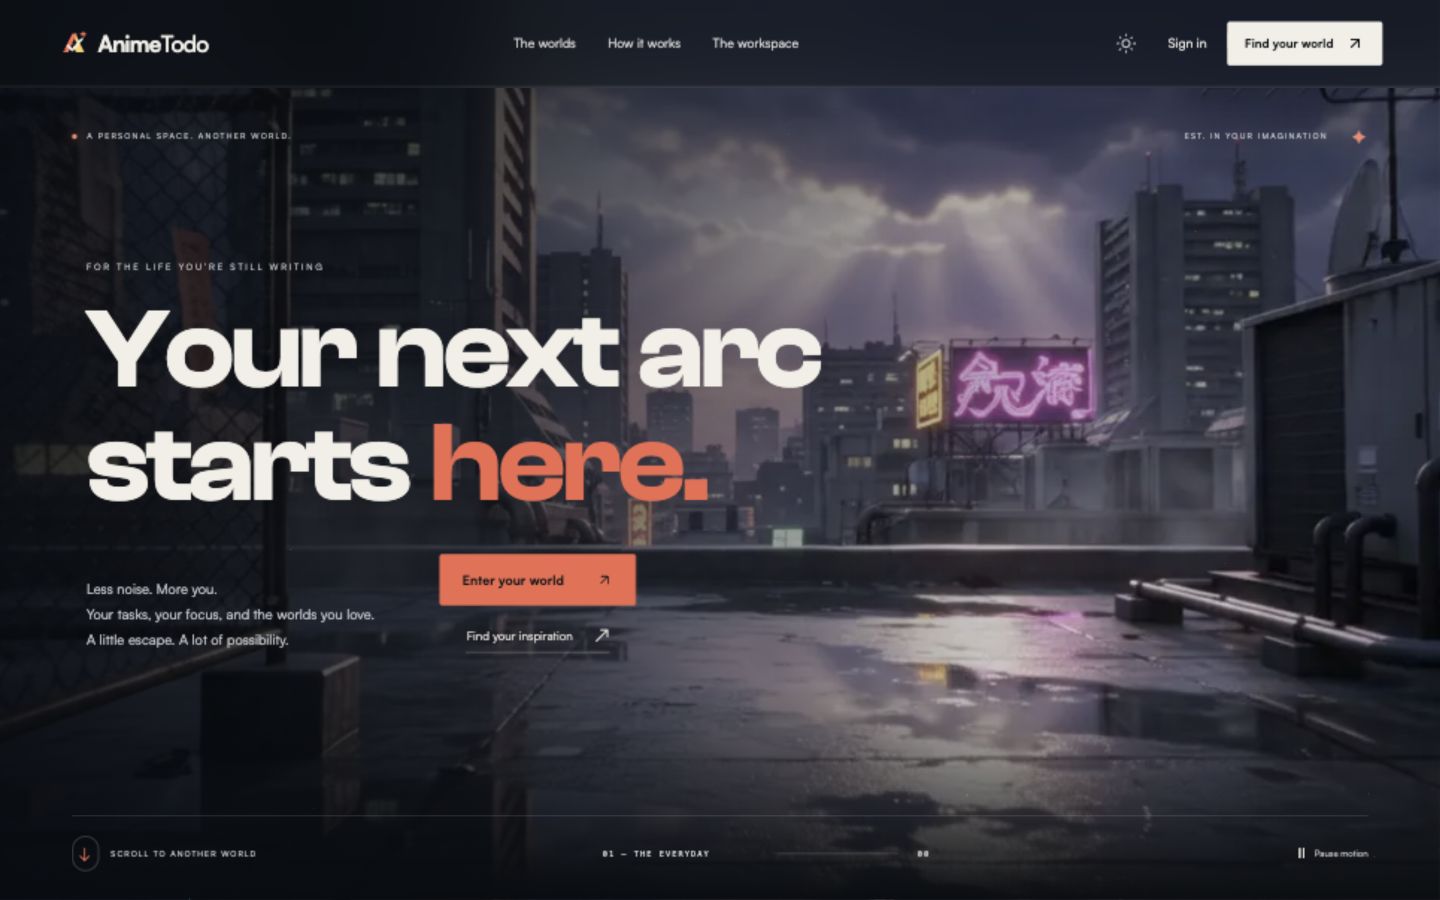 AnimeTodo
The worlds
How it works
The workspace
Sign in
Find your world
A PERSONAL SPACE. ANOTHER WORLD.
EST. IN YOUR IMAGINATION
FOR THE LIFE YOU'RE STILL WRITING
Your next arc
starts here.
Less noise. More you.
Your tasks, your focus, and the worlds you love.
A little escape. A lot of possibility.
Enter your world
Find your inspiration
SCROLL TO ANOTHER WORLD
01 — THE EVERYDAY
00
Pause motion